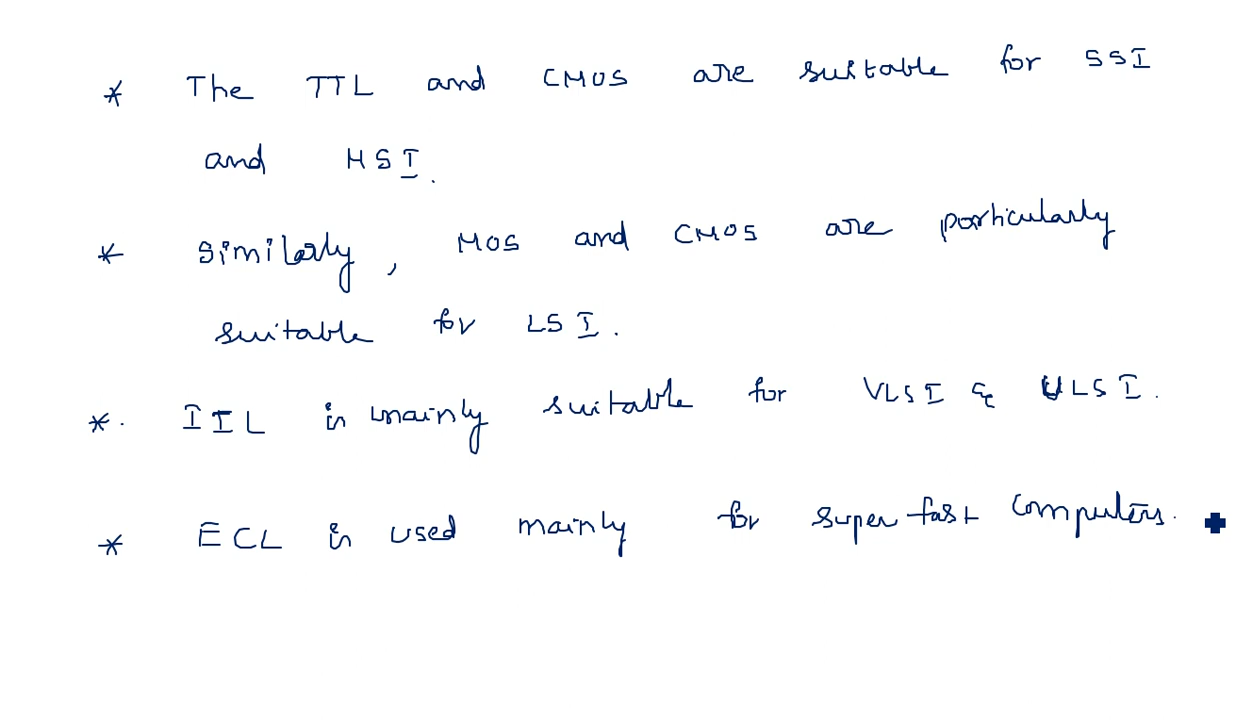 * The TTL and CMOS are suitable for SSI
and MSI.
* Similarly, MOS and CMOS are particularly
suitable for LSI.
*. IIL is mainly suitable for VLSI & ULSI.
* ECL is used mainly for super fast computers.